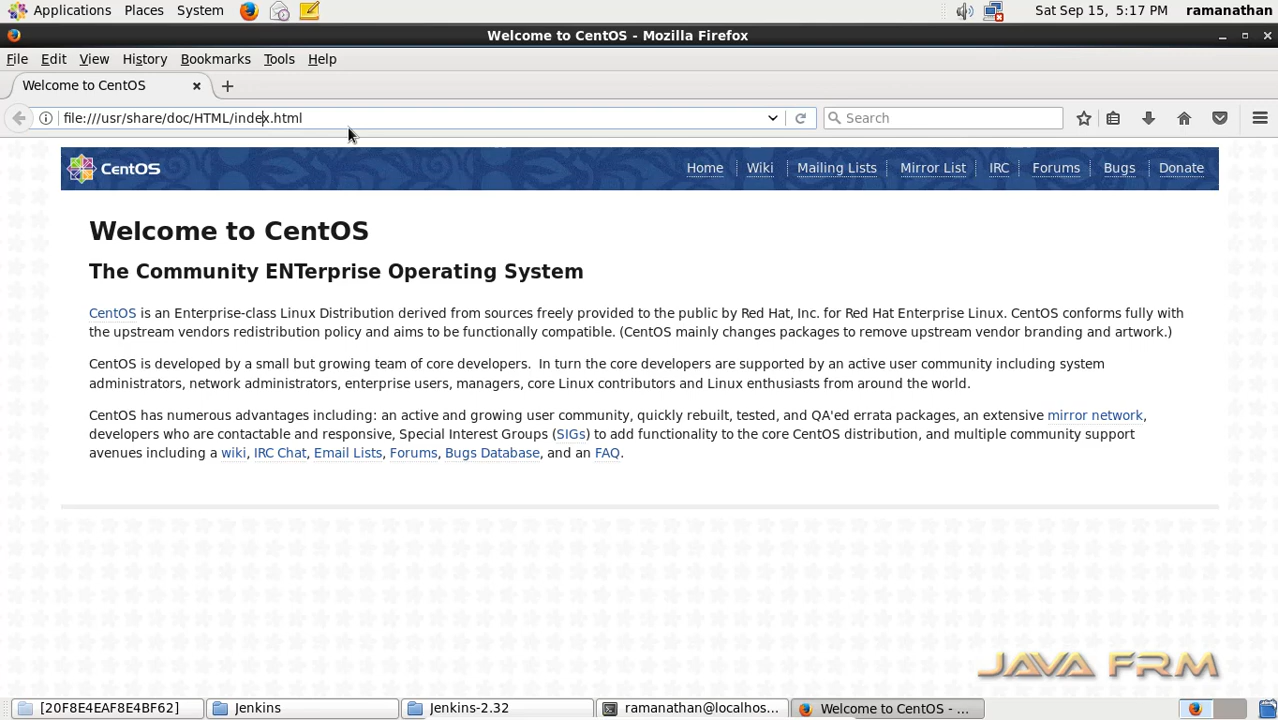 Applications Places System Sat Sep 15, 5:17 PM ramanathan
Welcome to CentOS - Mozilla Firefox
File Edit View History Bookmarks Tools Help
Welcome to CentOS
file:///usr/share/doc/HTML/index.html Search
CentOS Home Wiki Mailing Lists Mirror List IRC Forums Bugs Donate
Welcome to CentOS
The Community ENTerprise Operating System
CentOS is an Enterprise-class Linux Distribution derived from sources freely provided to the public by Red Hat, Inc. for Red Hat Enterprise Linux. CentOS conforms fully with
the upstream vendors redistribution policy and aims to be functionally compatible. (CentOS mainly changes packages to remove upstream vendor branding and artwork.)
CentOS is developed by a small but growing team of core developers. In turn the core developers are supported by an active user community including system
administrators, network administrators, enterprise users, managers, core Linux contributors and Linux enthusiasts from around the world.
CentOS has numerous advantages including: an active and growing user community, quickly rebuilt, tested, and QA'ed errata packages, an extensive mirror network,
developers who are contactable and responsive, Special Interest Groups (SIGs) to add functionality to the core CentOS distribution, and multiple community support
avenues including a wiki, IRC Chat, Email Lists, Forums, Bugs Database, and an FAQ.
JAVA FRM
[20F8E4EAF8E4BF62] Jenkins Jenkins-2.32 ramanathan@localhos... Welcome to CentOS - ...